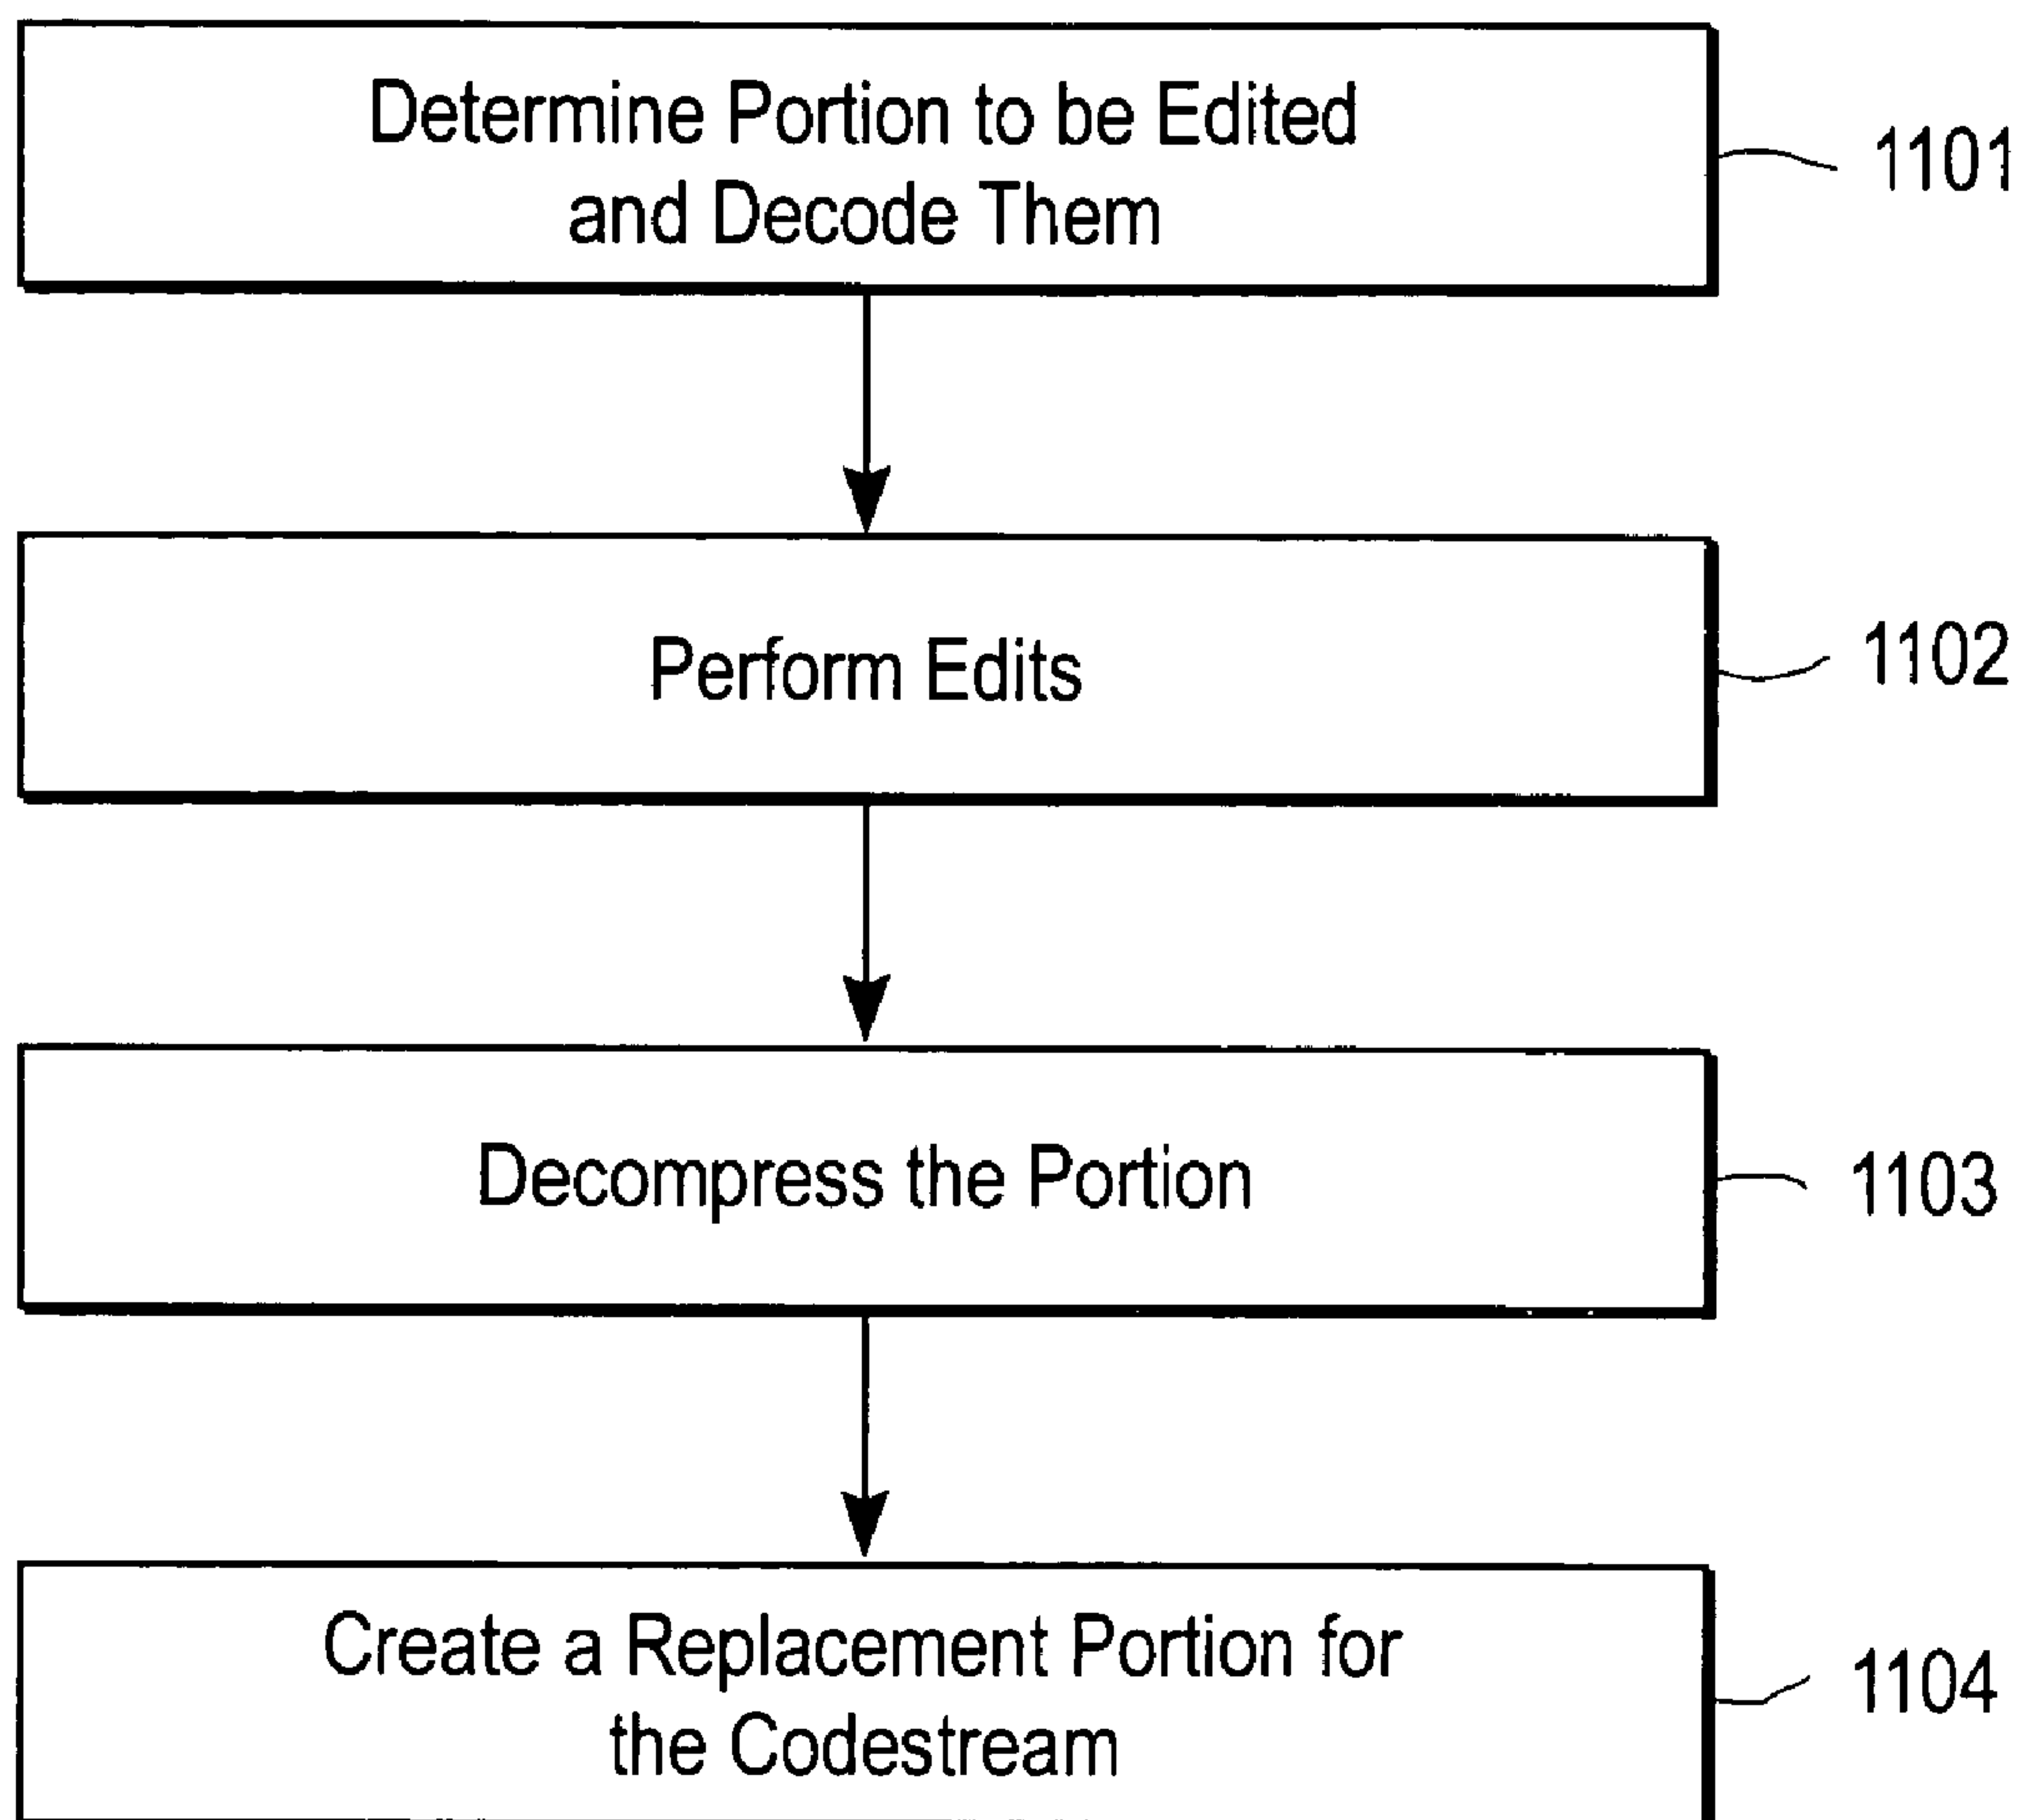 Determine Portion to be Edited
and Decode Them
1101
Perform Edits
1102
Decompress the Portion
1103
Create a Replacement Portion for
the Codestream
1104